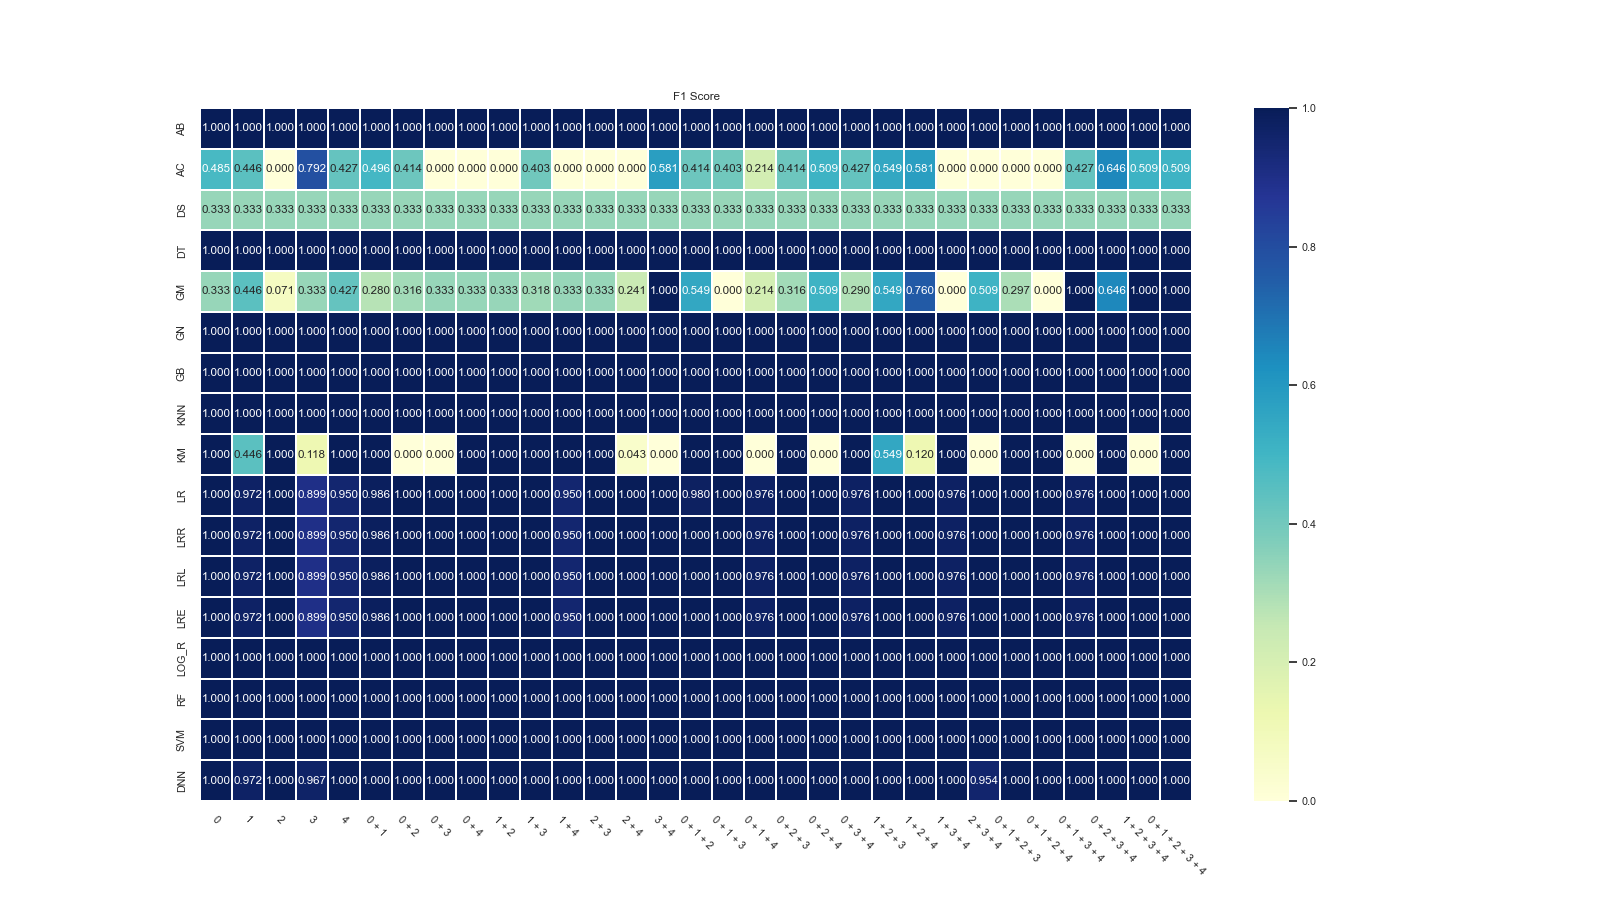 F1 Score
AB 1.000 1.000 1.000 1.000 1.000 1.000 1.000 1.000 1.000 1.000 1.000 1.000 1.000 1.000 1.000 1.000 1.000 1.000 1.000 1.000 1.000 1.000 1.000 1.000 1.000 1.000 1.000 1.000 1.000 1.000 1.000
AC 0.485 0.446 0.000 0.792 0.427 0.496 0.414 0.000 0.000 0.000 0.403 0.000 0.000 0.000 0.581 0.414 0.403 0.214 0.414 0.509 0.427 0.549 0.581 0.000 0.000 0.000 0.000 0.427 0.646 0.509 0.509
DS 0.333 0.333 0.333 0.333 0.333 0.333 0.333 0.333 0.333 0.333 0.333 0.333 0.333 0.333 0.333 0.333 0.333 0.333 0.333 0.333 0.333 0.333 0.333 0.333 0.333 0.333 0.333 0.333 0.333 0.333 0.333
DT 1.000 1.000 1.000 1.000 1.000 1.000 1.000 1.000 1.000 1.000 1.000 1.000 1.000 1.000 1.000 1.000 1.000 1.000 1.000 1.000 1.000 1.000 1.000 1.000 1.000 1.000 1.000 1.000 1.000 1.000 1.000
GM 0.333 0.446 0.071 0.333 0.427 0.280 0.316 0.333 0.333 0.333 0.318 0.333 0.333 0.241 1.000 0.549 0.000 0.214 0.316 0.509 0.290 0.549 0.760 0.000 0.509 0.297 0.000 1.000 0.646 1.000 1.000
GN 1.000 1.000 1.000 1.000 1.000 1.000 1.000 1.000 1.000 1.000 1.000 1.000 1.000 1.000 1.000 1.000 1.000 1.000 1.000 1.000 1.000 1.000 1.000 1.000 1.000 1.000 1.000 1.000 1.000 1.000 1.000
GB 1.000 1.000 1.000 1.000 1.000 1.000 1.000 1.000 1.000 1.000 1.000 1.000 1.000 1.000 1.000 1.000 1.000 1.000 1.000 1.000 1.000 1.000 1.000 1.000 1.000 1.000 1.000 1.000 1.000 1.000 1.000
KNN 1.000 1.000 1.000 1.000 1.000 1.000 1.000 1.000 1.000 1.000 1.000 1.000 1.000 1.000 1.000 1.000 1.000 1.000 1.000 1.000 1.000 1.000 1.000 1.000 1.000 1.000 1.000 1.000 1.000 1.000 1.000
KM 1.000 0.446 1.000 0.118 1.000 1.000 0.000 0.000 1.000 1.000 1.000 1.000 1.000 0.043 0.000 1.000 1.000 0.000 1.000 0.000 1.000 0.549 0.120 1.000 0.000 1.000 1.000 0.000 1.000 0.000 1.000
LR 1.000 0.972 1.000 0.899 0.950 0.986 1.000 1.000 1.000 1.000 1.000 0.950 1.000 1.000 1.000 0.980 1.000 0.976 1.000 1.000 0.976 1.000 1.000 0.976 1.000 1.000 1.000 0.976 1.000 1.000 1.000
LRR 1.000 0.972 1.000 0.899 0.950 0.986 1.000 1.000 1.000 1.000 1.000 0.950 1.000 1.000 1.000 1.000 1.000 0.976 1.000 1.000 0.976 1.000 1.000 0.976 1.000 1.000 1.000 0.976 1.000 1.000 1.000
LRL 1.000 0.972 1.000 0.899 0.950 0.986 1.000 1.000 1.000 1.000 1.000 0.950 1.000 1.000 1.000 1.000 1.000 0.976 1.000 1.000 0.976 1.000 1.000 0.976 1.000 1.000 1.000 0.976 1.000 1.000 1.000
LRE 1.000 0.972 1.000 0.899 0.950 0.986 1.000 1.000 1.000 1.000 1.000 0.950 1.000 1.000 1.000 1.000 1.000 0.976 1.000 1.000 0.976 1.000 1.000 0.976 1.000 1.000 1.000 0.976 1.000 1.000 1.000
LOG_R 1.000 1.000 1.000 1.000 1.000 1.000 1.000 1.000 1.000 1.000 1.000 1.000 1.000 1.000 1.000 1.000 1.000 1.000 1.000 1.000 1.000 1.000 1.000 1.000 1.000 1.000 1.000 1.000 1.000 1.000 1.000
RF 1.000 1.000 1.000 1.000 1.000 1.000 1.000 1.000 1.000 1.000 1.000 1.000 1.000 1.000 1.000 1.000 1.000 1.000 1.000 1.000 1.000 1.000 1.000 1.000 1.000 1.000 1.000 1.000 1.000 1.000 1.000
SVM 1.000 1.000 1.000 1.000 1.000 1.000 1.000 1.000 1.000 1.000 1.000 1.000 1.000 1.000 1.000 1.000 1.000 1.000 1.000 1.000 1.000 1.000 1.000 1.000 1.000 1.000 1.000 1.000 1.000 1.000 1.000
DNN 1.000 0.972 1.000 0.967 1.000 1.000 1.000 1.000 1.000 1.000 1.000 1.000 1.000 1.000 1.000 1.000 1.000 1.000 1.000 1.000 1.000 1.000 1.000 1.000 0.954 1.000 1.000 1.000 1.000 1.000 1.000
0
1
2
3
4
0 + 1
0 + 2
0 + 3
0 + 4
1 + 2
1 + 3
1 + 4
2 + 3
2 + 4
3 + 4
0 + 1 + 2
0 + 1 + 3
0 + 1 + 4
0 + 2 + 3
0 + 2 + 4
0 + 3 + 4
1 + 2 + 3
1 + 2 + 4
1 + 3 + 4
2 + 3 + 4
0 + 1 + 2 + 3
0 + 1 + 2 + 4
0 + 1 + 3 + 4
0 + 2 + 3 + 4
1 + 2 + 3 + 4
0 + 1 + 2 + 3 + 4
1.0
0.8
0.6
0.4
0.2
0.0